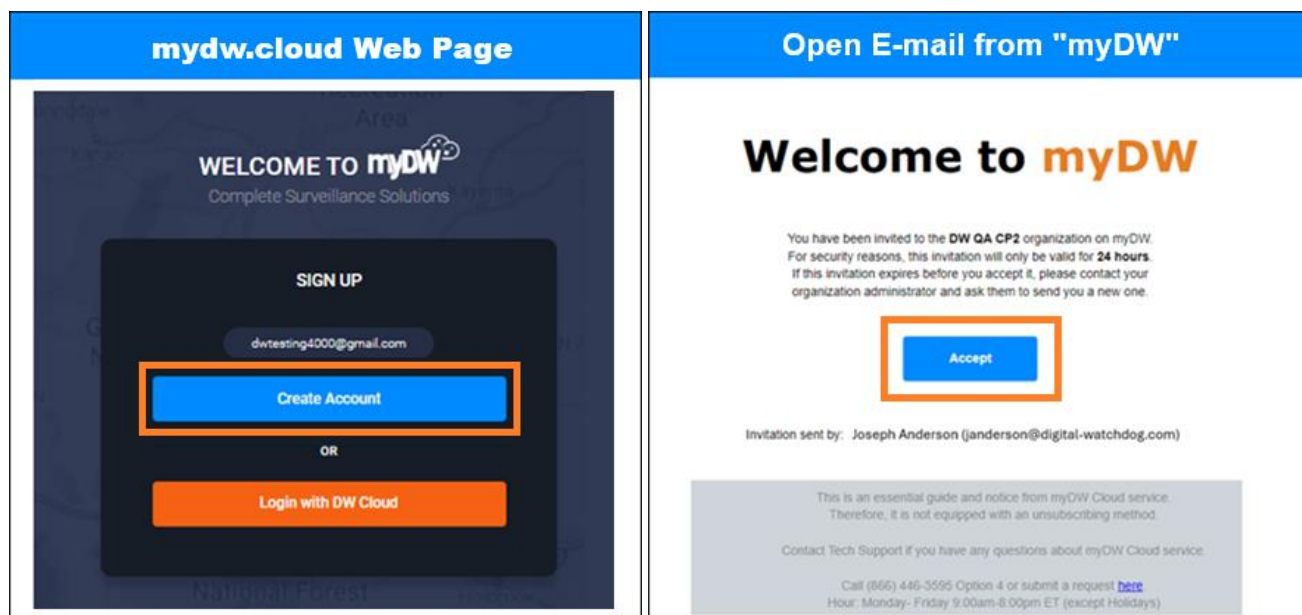 mydw.cloud Web Page
Area
WELCOME TO myDW
Complete Surveillance Solutions
SIGN UP
dwtesting4000@gmail.com
Create Account
OR
Login with DW Cloud
National Forest
Open E-mail from "myDW"
Welcome to myDW
You have been invited to the DW QA CP2 organization on myDW.
For security reasons, this invitation will only be valid for 24 hours.
If this invitation expires before you accept it, please contact your
organization administrator and ask them to send you a new one.
Accept
Invitation sent by: Joseph Anderson (janderson@digital-watchdog.com)
This is an essential guide and notice from myDW Cloud service.
Therefore, it is not equipped with an unsubscribing method.
Contact Tech Support if you have any questions about myDW Cloud service.
Call (866) 446-3595 Option 4 or submit a request here
Hour: Monday- Friday 9:00am-8:00pm ET (except Holidays)